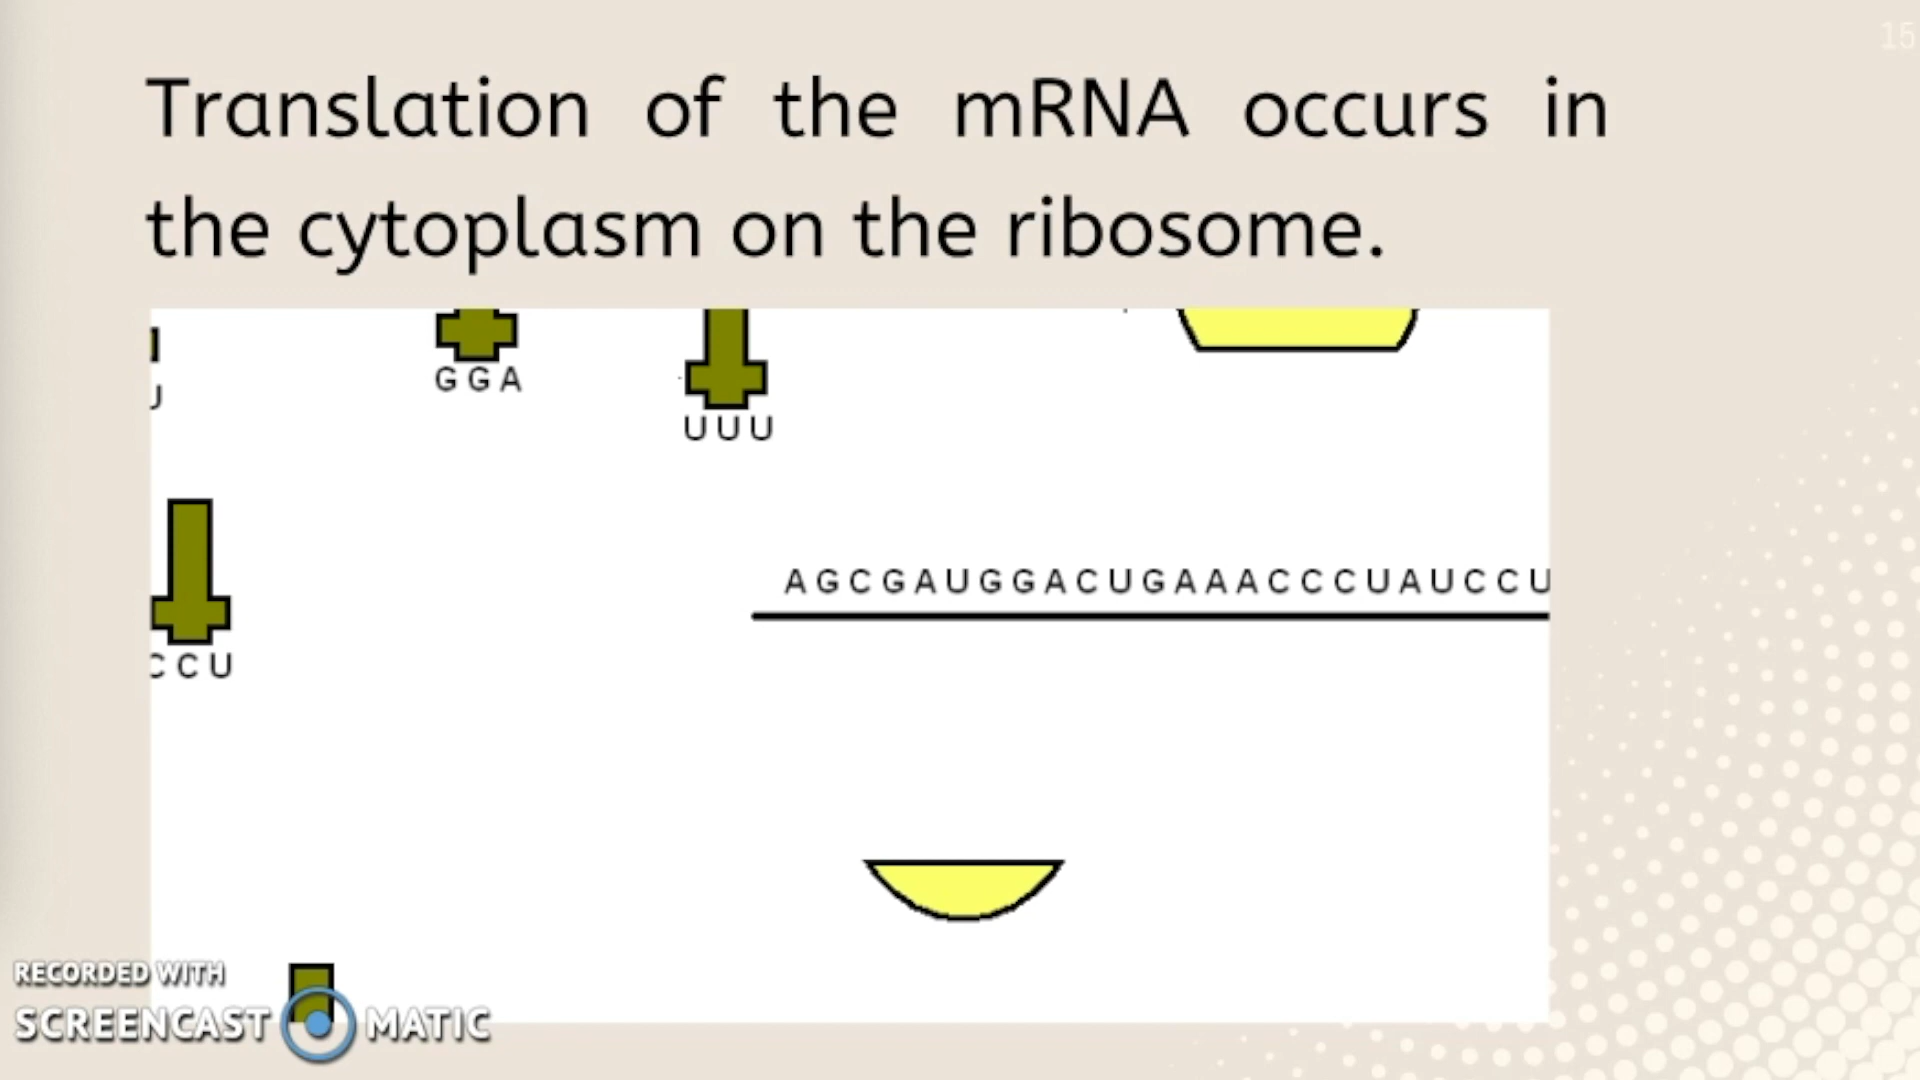 15
Translation of the mRNA occurs in
the cytoplasm on the ribosome.
GGA
UUU
U
AGCGAUGGACUGAAACCCUAUCCU
CCU
RECORDED WITH
SCREENCAST MATIC